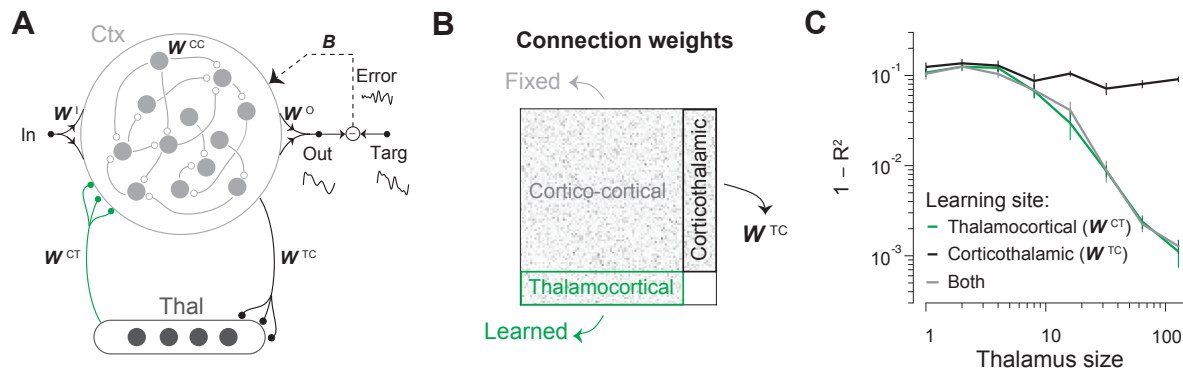 A
Ctx
W CC
B
Error
W I
W O
In
Out
Targ
W CT
W TC
Thal
B
Connection weights
Fixed
Cortico-cortical
Corticothalamic
W TC
Thalamocortical
Learned
C
1 – R²
10⁻¹
10⁻²
10⁻³
Learning site:
Thalamocortical (W CT)
Corticothalamic (W TC)
Both
1
10
100
Thalamus size